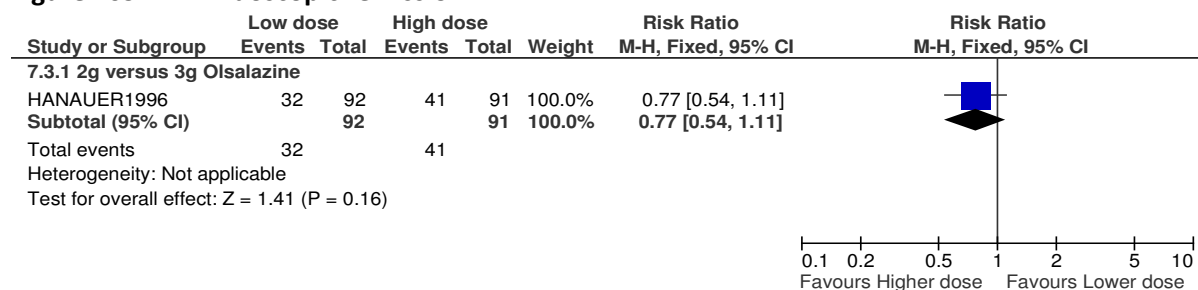 Low dose High dose Risk Ratio Risk Ratio
Study or Subgroup Events Total Events Total Weight M-H, Fixed, 95% CI M-H, Fixed, 95% CI
7.3.1 2g versus 3g Olsalazine
HANAUER1996 32 92 41 91 100.0% 0.77 [0.54, 1.11]
Subtotal (95% CI) 92 91 100.0% 0.77 [0.54, 1.11]
Total events 32 41
Heterogeneity: Not applicable
Test for overall effect: Z = 1.41 (P = 0.16)
0.1 0.2 0.5 1 2 5 10
Favours Higher dose Favours Lower dose